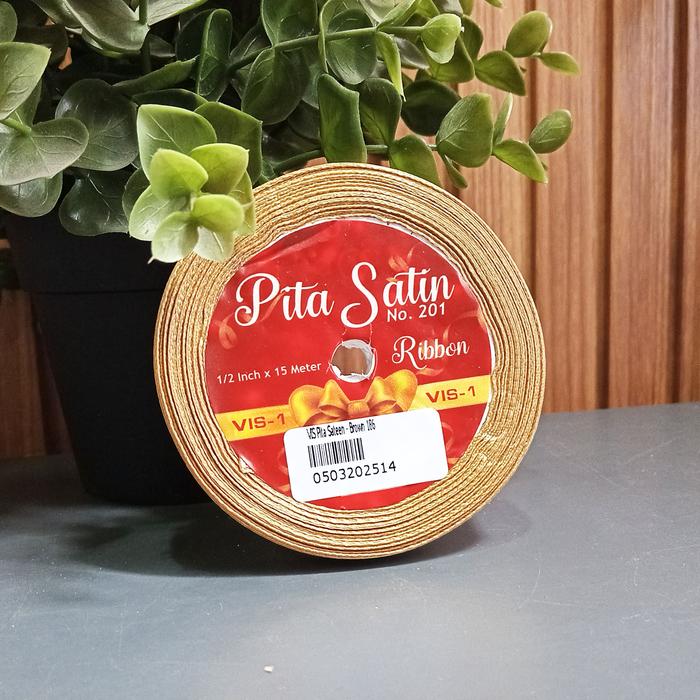 Pita Satin
No. 201
Ribbon
1/2 Inch x 15 Meter
VIS-1
VIS-1
VIS Pita Sateen - Brown 186
0503202514